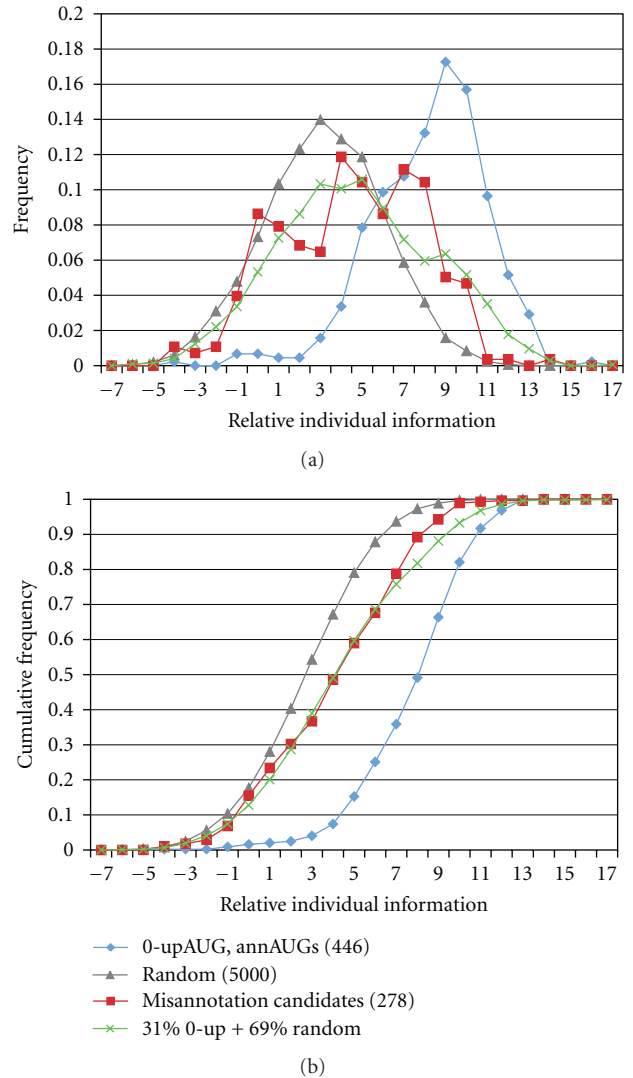 0.2
0.18
0.16
0.14
0.12
0.1
0.08
0.06
0.04
0.02
0
Frequency
−7 −5 −3 −1 1 3 5 7 9 11 13 15 17
Relative individual information
(a)
1
0.9
0.8
0.7
0.6
0.5
0.4
0.3
0.2
0.1
0
Cumulative frequency
−7 −5 −3 −1 1 3 5 7 9 11 13 15 17
Relative individual information
0-upAUG, annAUGs (446)
Random (5000)
Misannotation candidates (278)
31% 0-up + 69% random
(b)